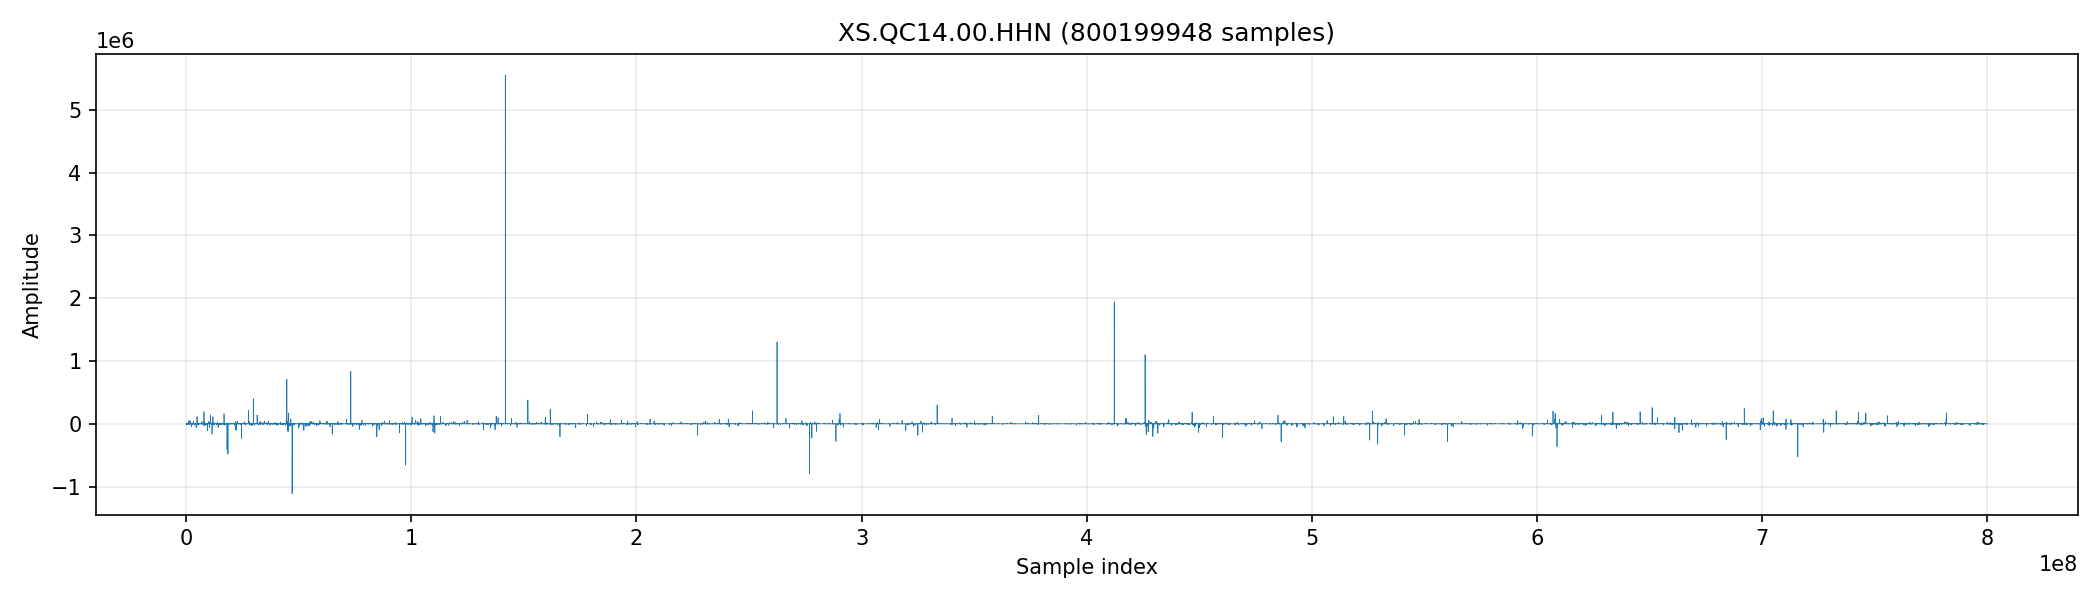 XS.QC14.00.HHN (800199948 samples)
1e6
5
4
3
2
1
0
−1
Amplitude
0 1 2 3 4 5 6 7 8
1e8
Sample index